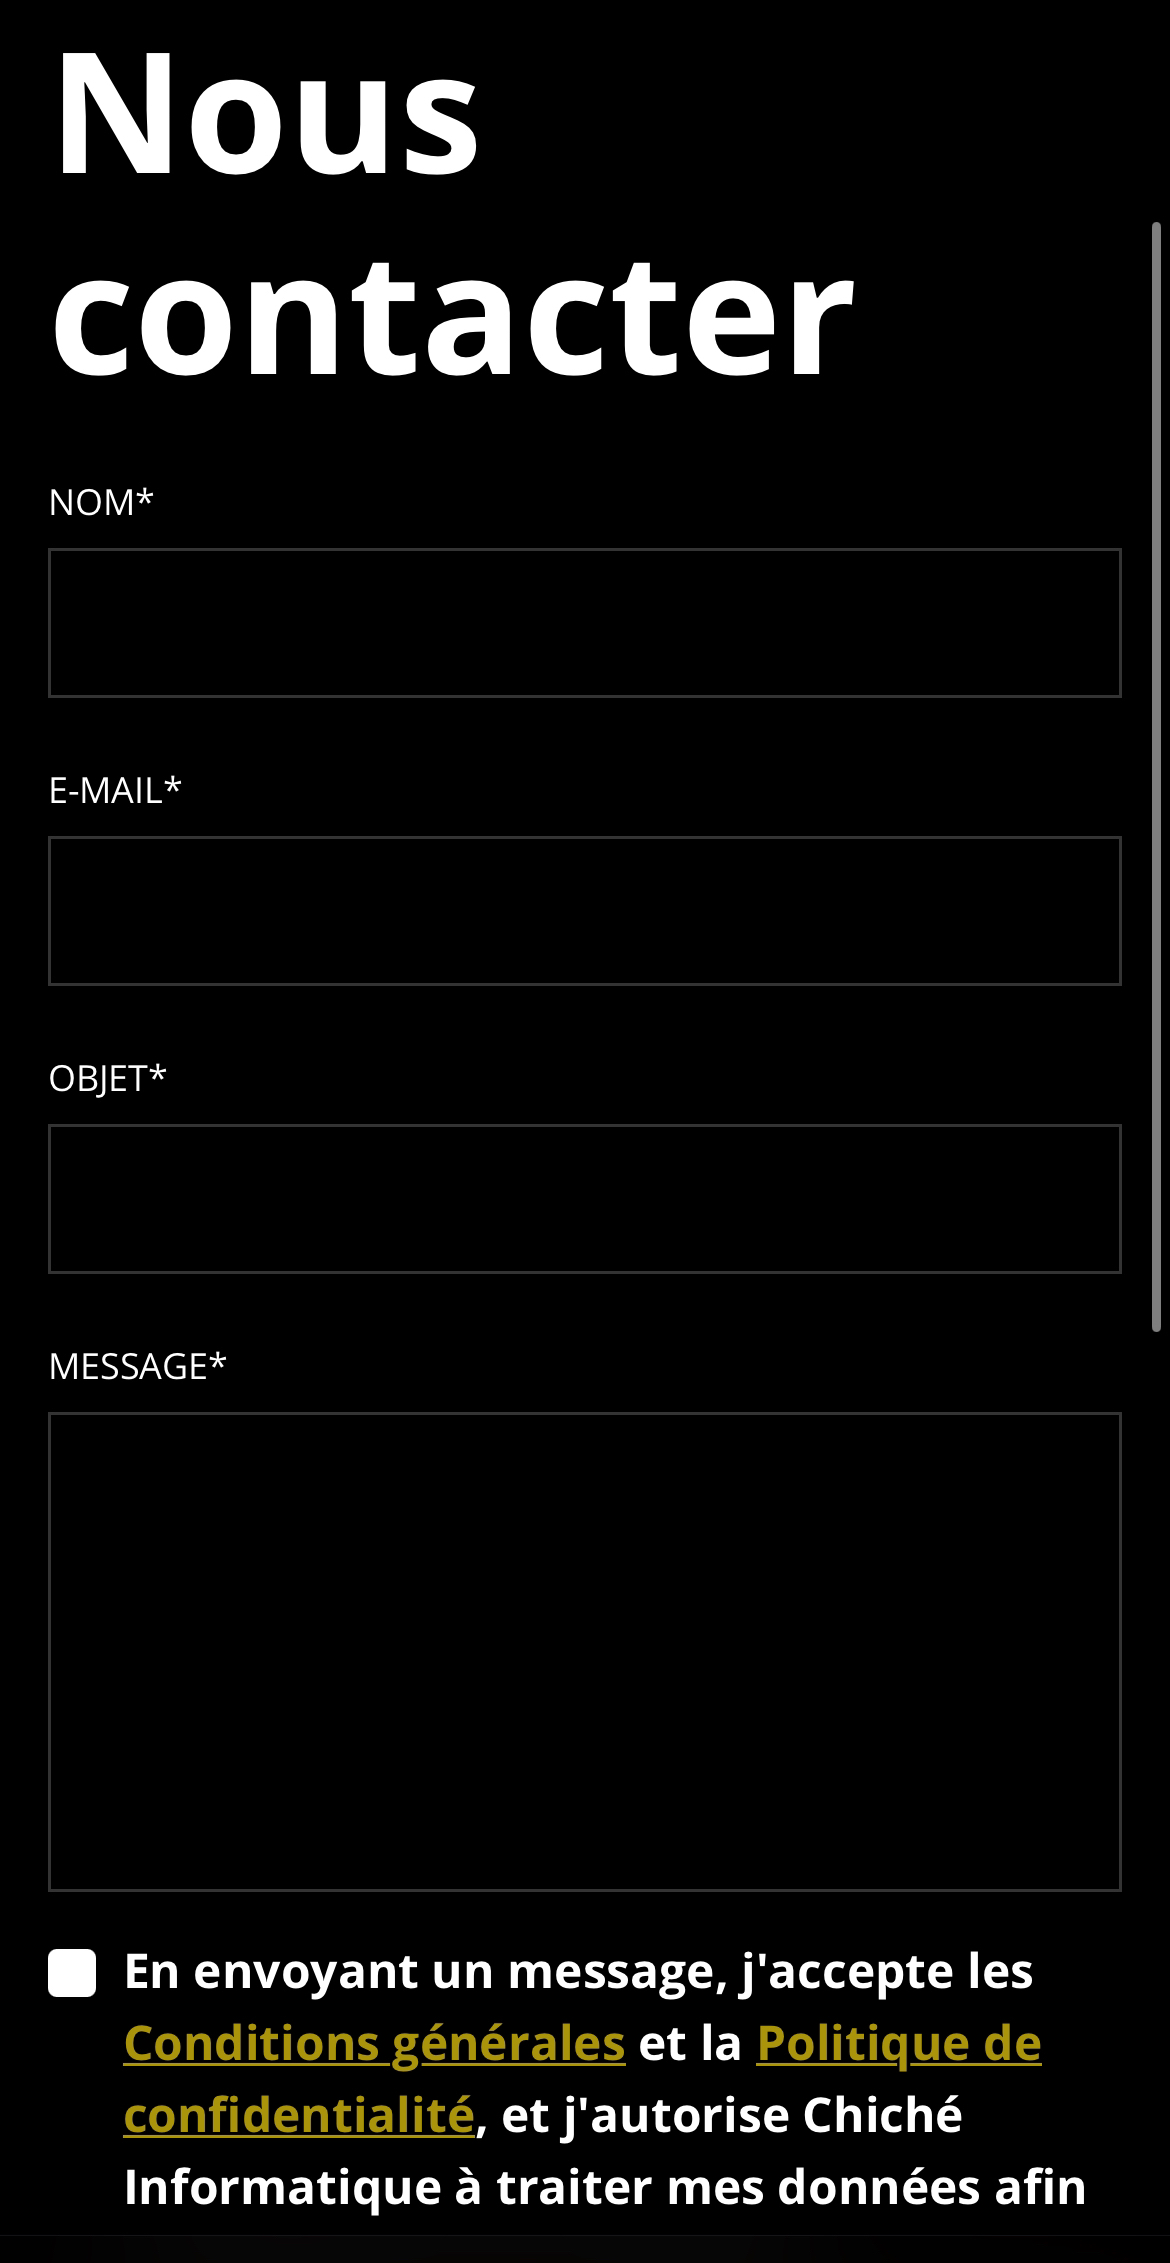 Nous
contacter
NOM*
E-MAIL*
OBJET*
MESSAGE*
En envoyant un message, j'accepte les
Conditions générales et la Politique de
confidentialité, et j'autorise Chiché
Informatique à traiter mes données afin